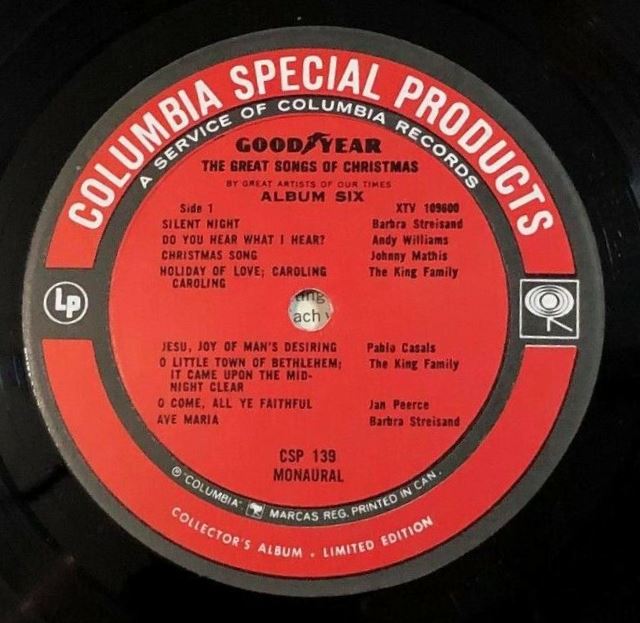 COLUMBIA SPECIAL PRODUCTS
A SERVICE OF COLUMBIA RECORDS
GOODYEAR
THE GREAT SONGS OF CHRISTMAS
BY GREAT ARTISTS OF OUR TIMES
ALBUM SIX
Side 1 XTV 109600
SILENT NIGHT Barbra Streisand
DO YOU HEAR WHAT I HEAR? Andy Williams
CHRISTMAS SONG Johnny Mathis
HOLIDAY OF LOVE; CAROLING The King Family
CAROLING
Lp
JESU, JOY OF MAN'S DESIRING Pablo Casals
O LITTLE TOWN OF BETHLEHEM; The King Family
IT CAME UPON THE MID-
NIGHT CLEAR
O COME, ALL YE FAITHFUL Jan Peerce
AVE MARIA Barbra Streisand
CSP 139
MONAURAL
℗ "COLUMBIA", MARCAS REG. PRINTED IN CAN.
COLLECTOR'S ALBUM • LIMITED EDITION